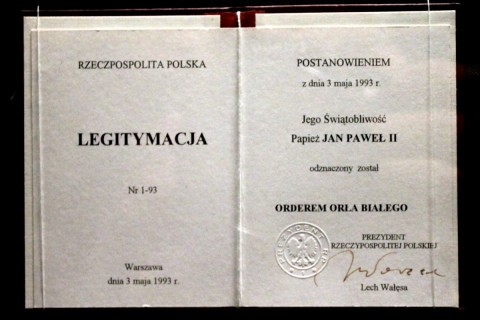 RZECZPOSPOLITA POLSKA
LEGITYMACJA
Nr 1-93
Warszawa
dnia 3 maja 1993 r.
POSTANOWIENIEM
z dnia 3 maja 1993 r.
Jego Świątobliwość
Papież JAN PAWEŁ II
odznaczony został
ORDEREM ORŁA BIAŁEGO
PREZYDENT
RZECZYPOSPOLITEJ POLSKIEJ
Lech Wałęsa